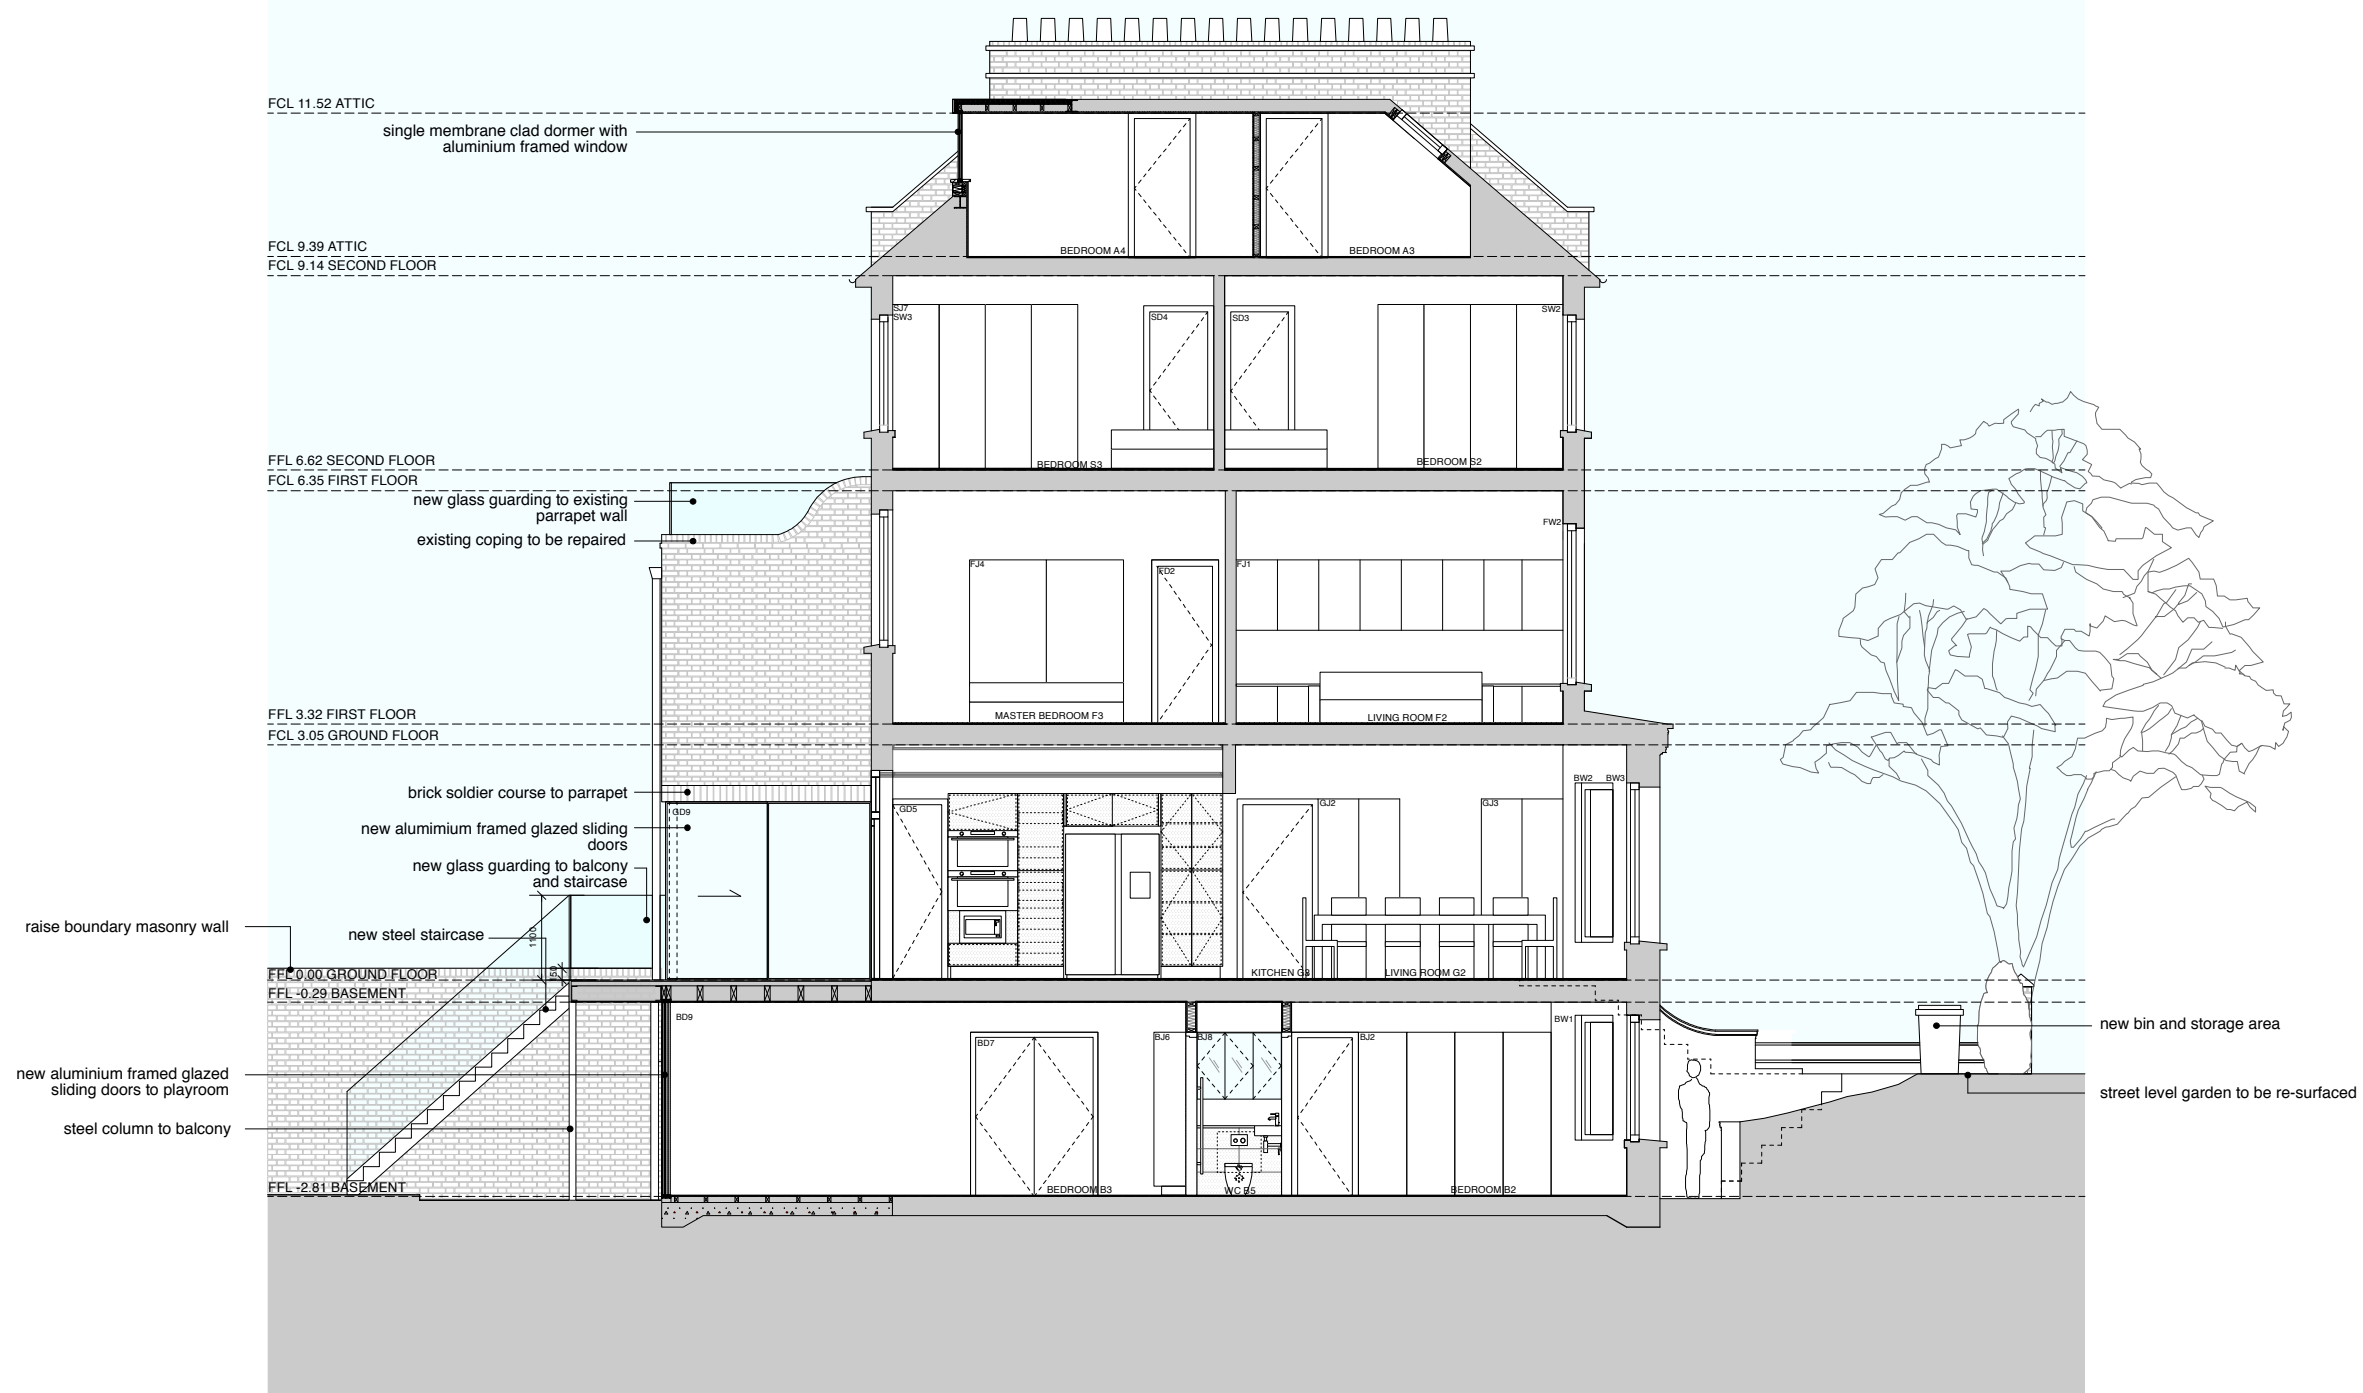 FCL 11.52 ATTIC
single membrane clad dormer with
aluminium framed window
BEDROOM A4
BEDROOM A3
FCL 9.39 ATTIC
FCL 9.14 SECOND FLOOR
SJ7
SW3
SD4
SD3
SW2
BEDROOM S3
BEDROOM S2
FFL 6.62 SECOND FLOOR
FCL 6.35 FIRST FLOOR
new glass guarding to existing
parrapet wall
existing coping to be repaired
FW2
FJ4
FD2
FJ1
MASTER BEDROOM F3
LIVING ROOM F2
FFL 3.32 FIRST FLOOR
FCL 3.05 GROUND FLOOR
BW2
BW3
brick soldier course to parrapet
GD9
GD5
GJ2
GJ3
new alumimium framed glazed sliding
doors
new glass guarding to balcony
and staircase
raise boundary masonry wall
new steel staircase
1100
150
KITCHEN G3
LIVING ROOM G2
FFL 0.00 GROUND FLOOR
FFL -0.29 BASEMENT
BD9
BW1
new bin and storage area
BD7
BJ6
BJ8
BJ2
new aluminium framed glazed
sliding doors to playroom
street level garden to be re-surfaced
steel column to balcony
FFL -2.81 BASEMENT
BEDROOM B3
WC B5
BEDROOM B2